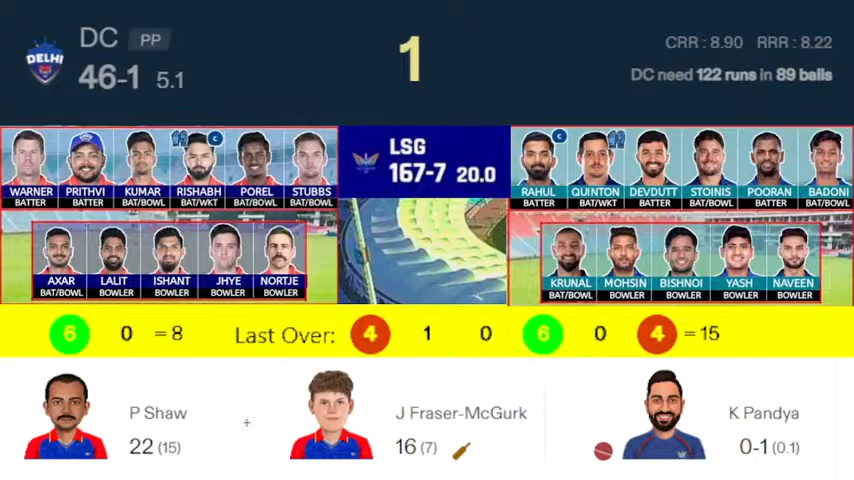 DC PP
46-1 5.1
1
CRR : 8.90 RRR : 8.22
DC need 122 runs in 89 balls
DELHI
WARNER PRITHVI KUMAR RISHABH POREL STUBBS
BATTER BATTER BAT/BOWL BAT/WKT BAT/BOWL BAT/BOWL
C
AXAR LALIT ISHANT JHYE NORTJE
BAT/BOWL BOWLER BOWLER BOWLER BOWLER
LSG
167-7 20.0
C
RAHUL QUINTON DEVDUTT STOINIS POORAN BADONI
BATTER BAT/WKT BATTER BAT/BOWL BATTER BAT/BOWL
KRUNAL MOHSIN BISHNOI YASH NAVEEN
BAT/BOWL BOWLER BOWLER BOWLER BOWLER
6 0 = 8 Last Over: 4 1 0 6 0 4 = 15
P Shaw
22 (15)
J Fraser-McGurk
16 (7)
K Pandya
0-1 (0.1)